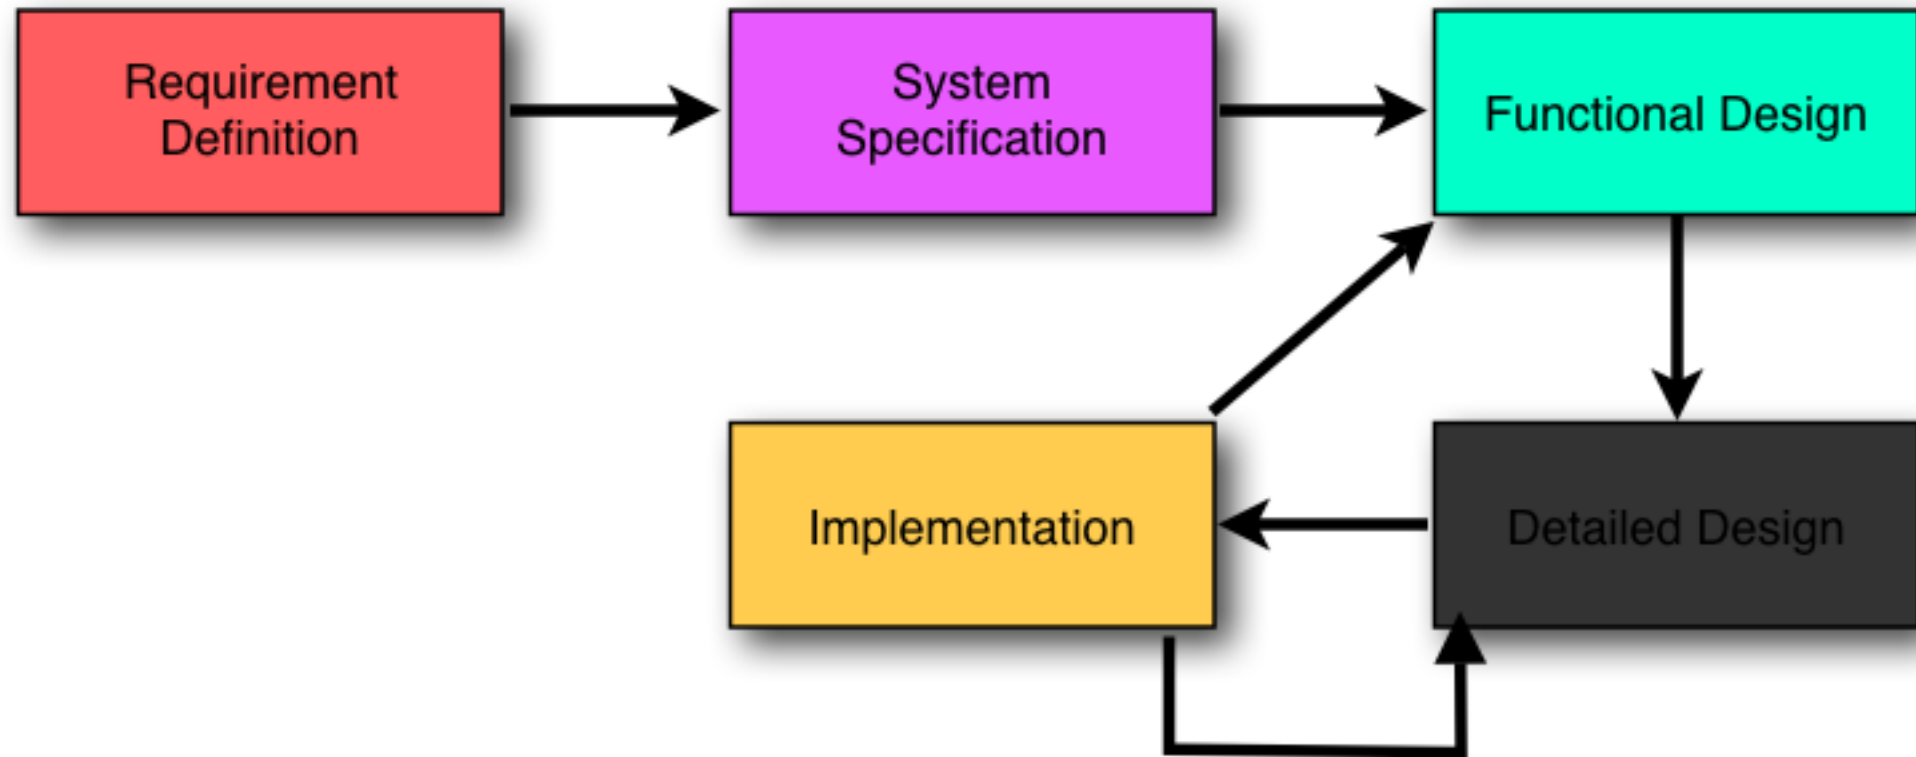 Requirement
Definition
System
Specification
Functional Design
Implementation
Detailed Design